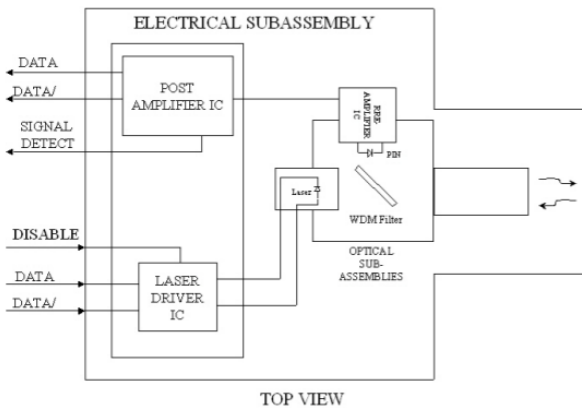 ELECTRICAL SUBASSEMBLY
DATA
DATA/
SIGNAL
DETECT
POST
AMPLIFIER IC
PRE-
AMPLIFIER
IC
PIN
Laser
WDM Filter
OPTICAL
SUB-
ASSEMBLIES
DISABLE
DATA
DATA/
LASER
DRIVER
IC
TOP VIEW